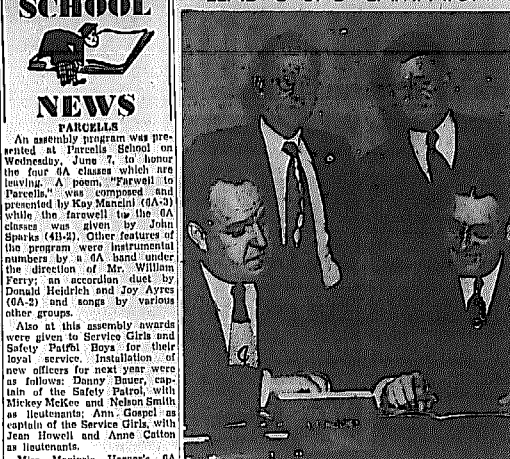 SCHOOL
NEWS
PARCELLS
An assembly program was pre-
sented at Parcells School on
Wednesday, June 7, to honor
the four 6A classes which are
leaving. A poem, "Farwell to
Parcells," was composed and
presented by Kay Mancini (6A-3)
while the farowell to the 6A
classes was given by John
Sparks (4B-2). Other features of
the program were instrumental
numbers by a 6A band under
the direction of Mr. William
Ferry; an accordion duet by
Donald Heidrich and Joy Ayres
(6A-2) and songs by various
other groups.
Also at this assembly awards
were given to Service Girls and
Safety Patrol Boys for their
loyal service. Installation of
new officers for next year were
as follows: Danny Bauer, cap-
tain of the Safety Patrol, with
Mickey McKee and Nelson Smith
as lieutenants; Ann Gospel as
captain of the Service Girls, with
Jean Howell and Anne Catton
as lieutenants.